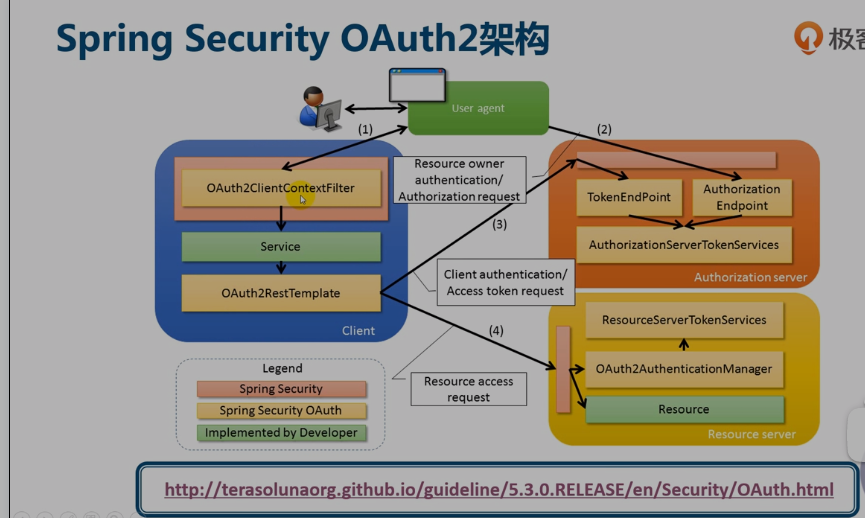 Spring Security OAuth2架构
极客
User agent
(1)
(2)
OAuth2ClientContextFilter
Service
OAuth2RestTemplate
Client
Resource owner
authentication/
Authorization request
(3)
Client authentication/
Access token request
(4)
Resource access
request
TokenEndPoint
Authorization
Endpoint
AuthorizationServerTokenServices
Authorization server
ResourceServerTokenServices
OAuth2AuthenticationManager
Resource
Resource server
Legend
Spring Security
Spring Security OAuth
Implemented by Developer
http://terasolunaorg.github.io/guideline/5.3.0.RELEASE/en/Security/OAuth.html